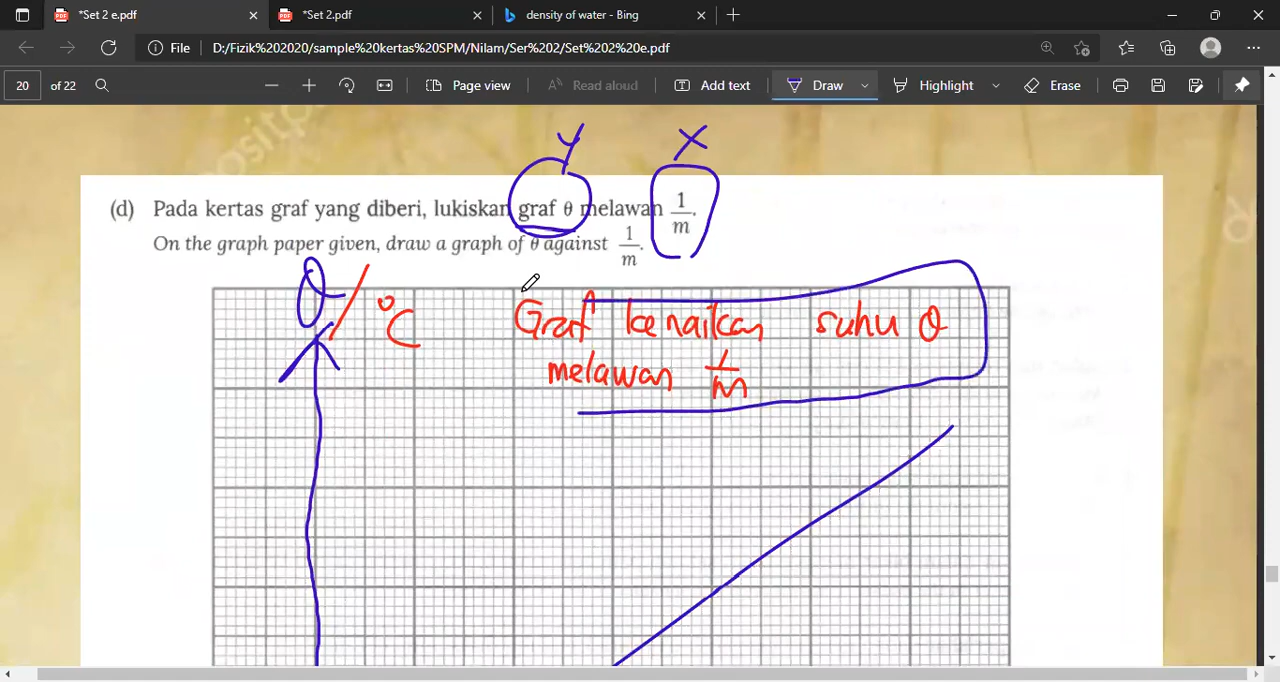 *Set 2 e.pdf
*Set 2.pdf
density of water - Bing
File D:/Fizik%202020/sample%20kertas%20SPM/Nilam/Ser%202/Set%202%20e.pdf
20 of 22 Page view Read aloud Add text Draw Highlight Erase
Y X
(d) Pada kertas graf yang diberi, lukiskan graf θ melawan 1/m.
On the graph paper given, draw a graph of θ against 1/m.
θ/°C
Graf kenaikan suhu θ
melawan 1/m